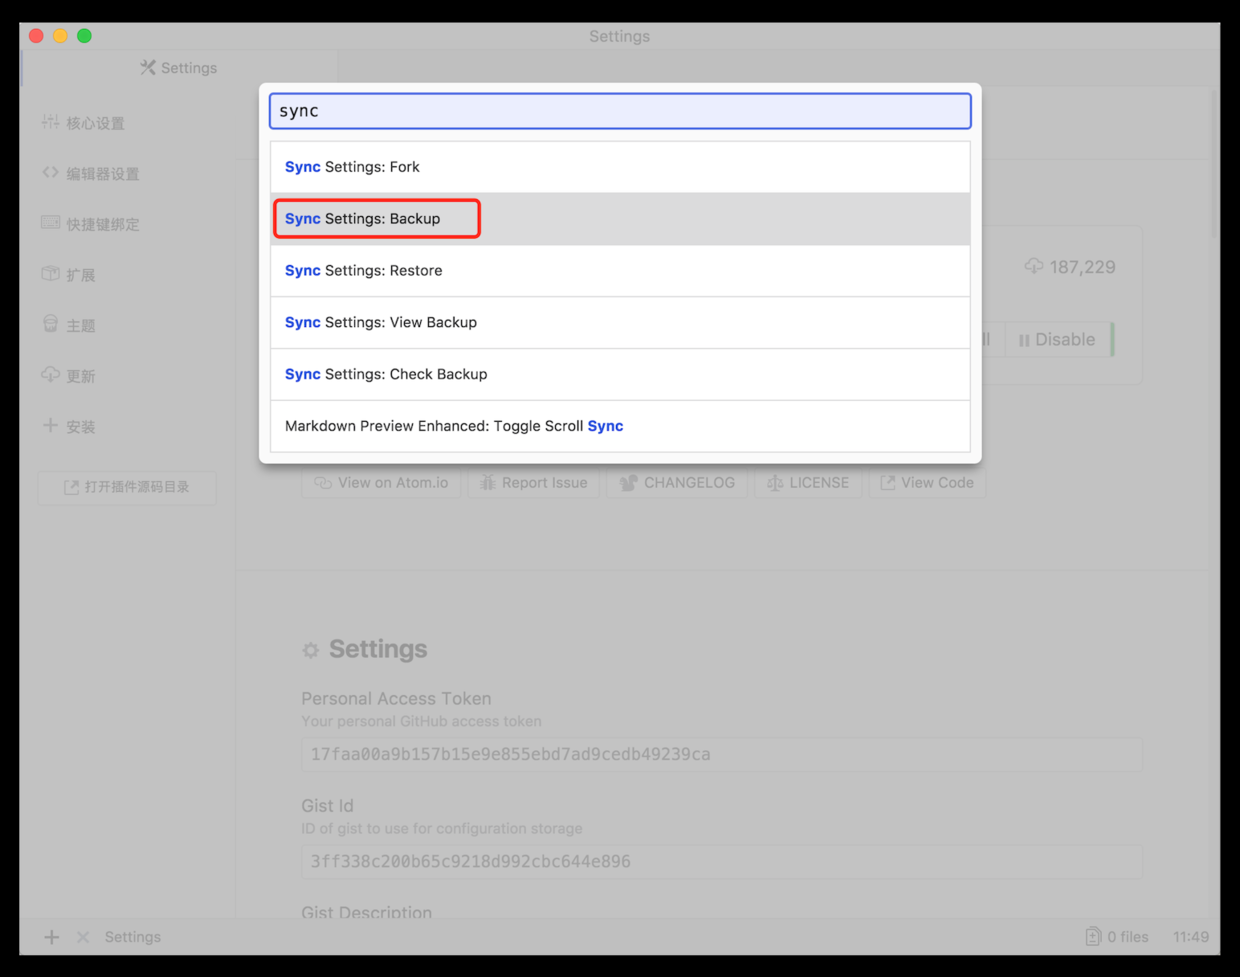 Settings
Settings
sync
Sync Settings: Fork
Sync Settings: Backup
Sync Settings: Restore
Sync Settings: View Backup
Sync Settings: Check Backup
Markdown Preview Enhanced: Toggle Scroll Sync
核心设置
编辑器设置
快捷键绑定
扩展
主题
更新
安装
打开插件源码目录
187,229
Disable
View on Atom.io
Report Issue
CHANGELOG
LICENSE
View Code
Settings
Personal Access Token
Your personal GitHub access token
17faa00a9b157b15e9e855ebd7ad9cedb49239ca
Gist Id
ID of gist to use for configuration storage
3ff338c200b65c9218d992cbc644e896
Gist Description
Settings
0 files
11:49